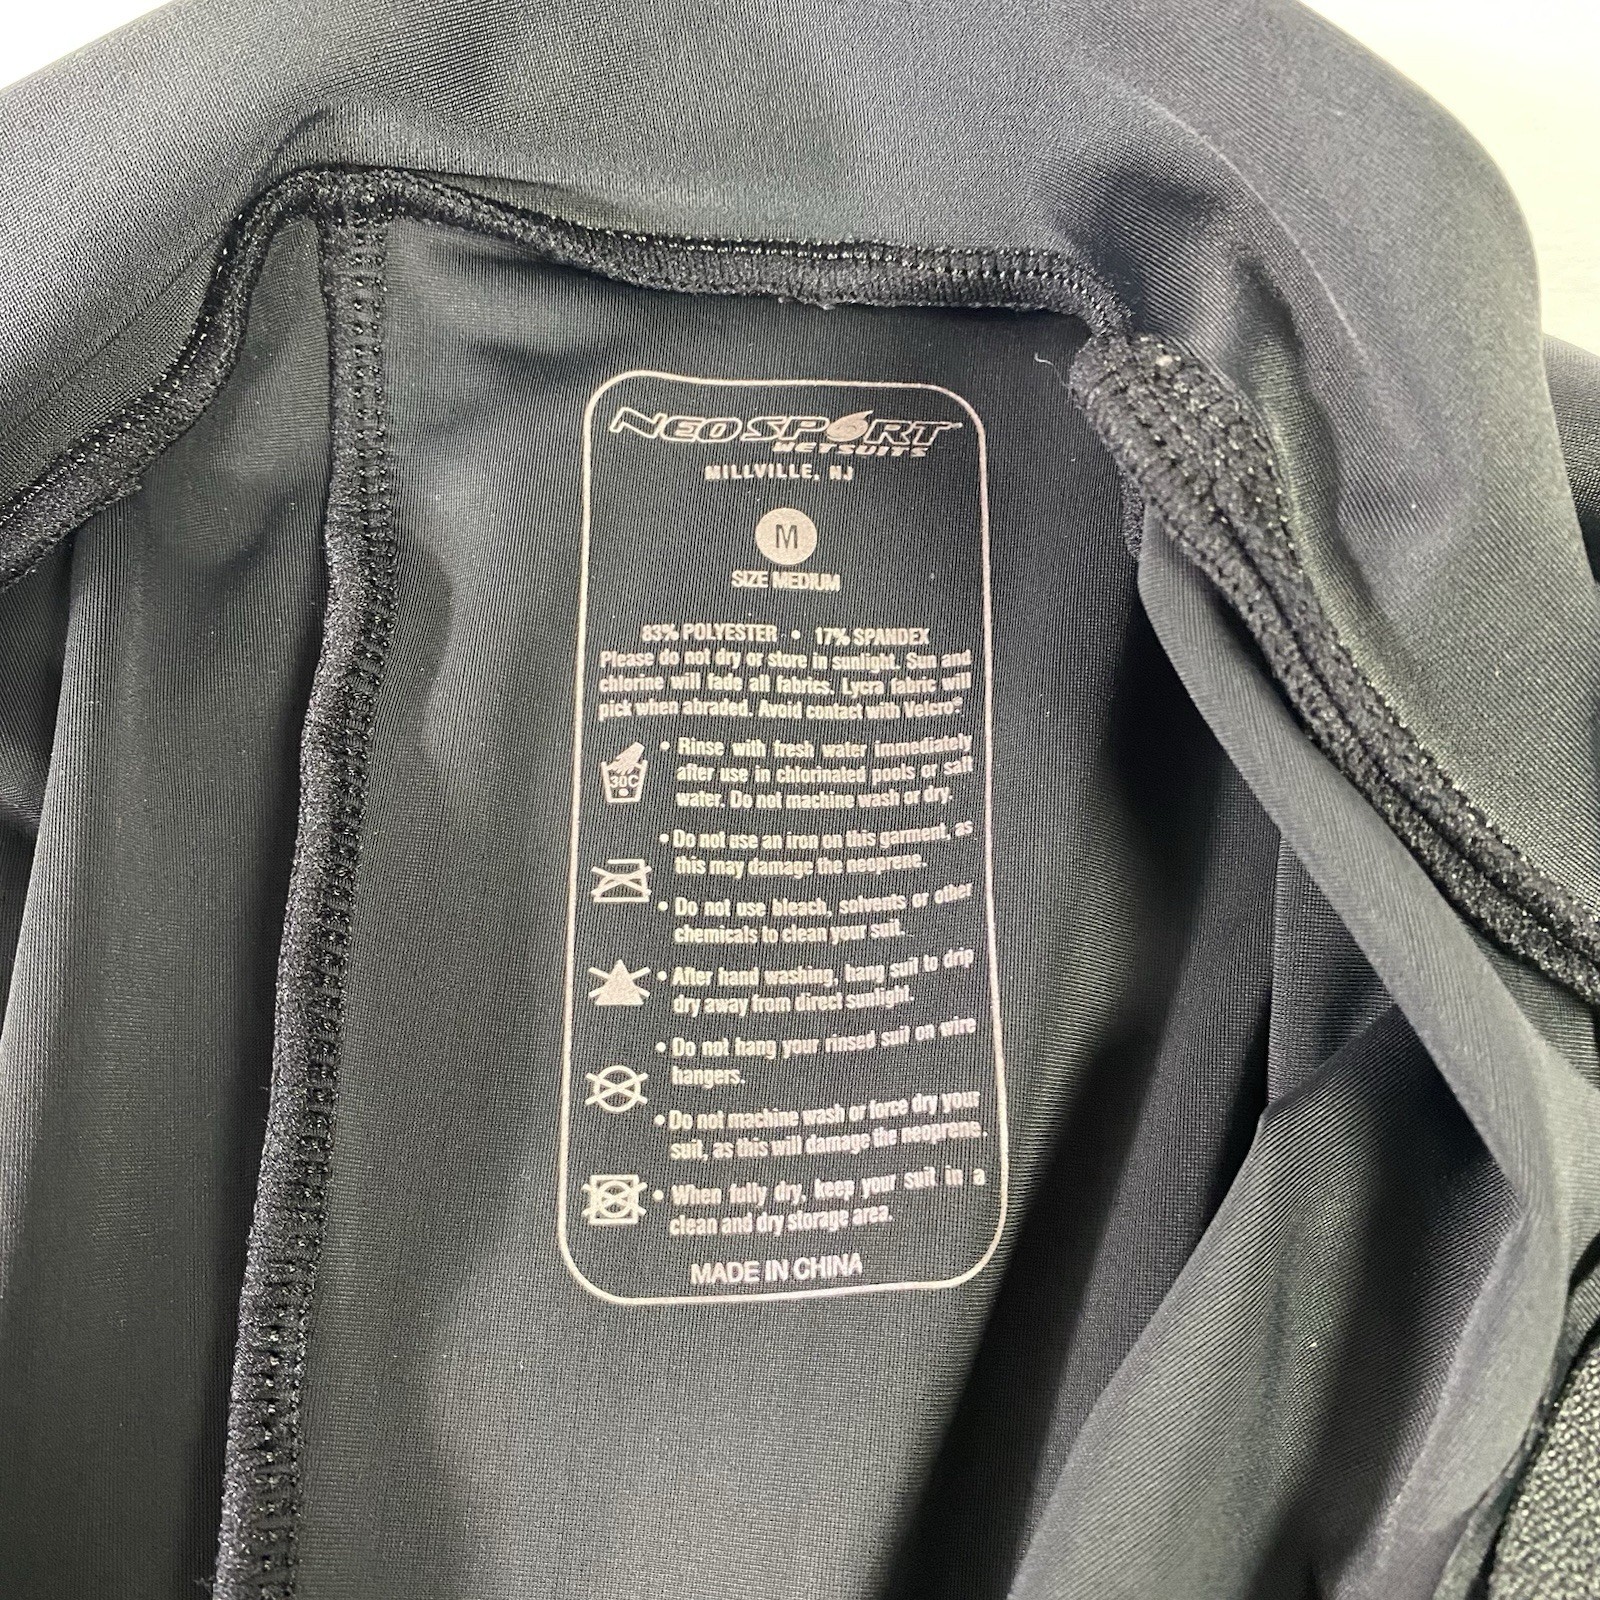 NEOSPORT
WETSUITS
MILLVILLE, NJ
M
SIZE MEDIUM
83% POLYESTER • 17% SPANDEX
Please do not dry or store in sunlight. Sun and
chlorine will fade all fabrics. Lycra fabric will
pick when abraded. Avoid contact with Velcro®
30C
• Rinse with fresh water immediately
after use in chlorinated pools or salt
water. Do not machine wash or dry.
• Do not use an iron on this garment, as
this may damage the neoprene.
• Do not use bleach, solvents or other
chemicals to clean your suit.
• After hand washing, hang suit to drip
dry away from direct sunlight.
• Do not hang your rinsed suit on wire
hangers.
• Do not machine wash or force dry your
suit, as this will damage the neoprene.
• When fully dry, keep your suit in a
clean and dry storage area.
MADE IN CHINA